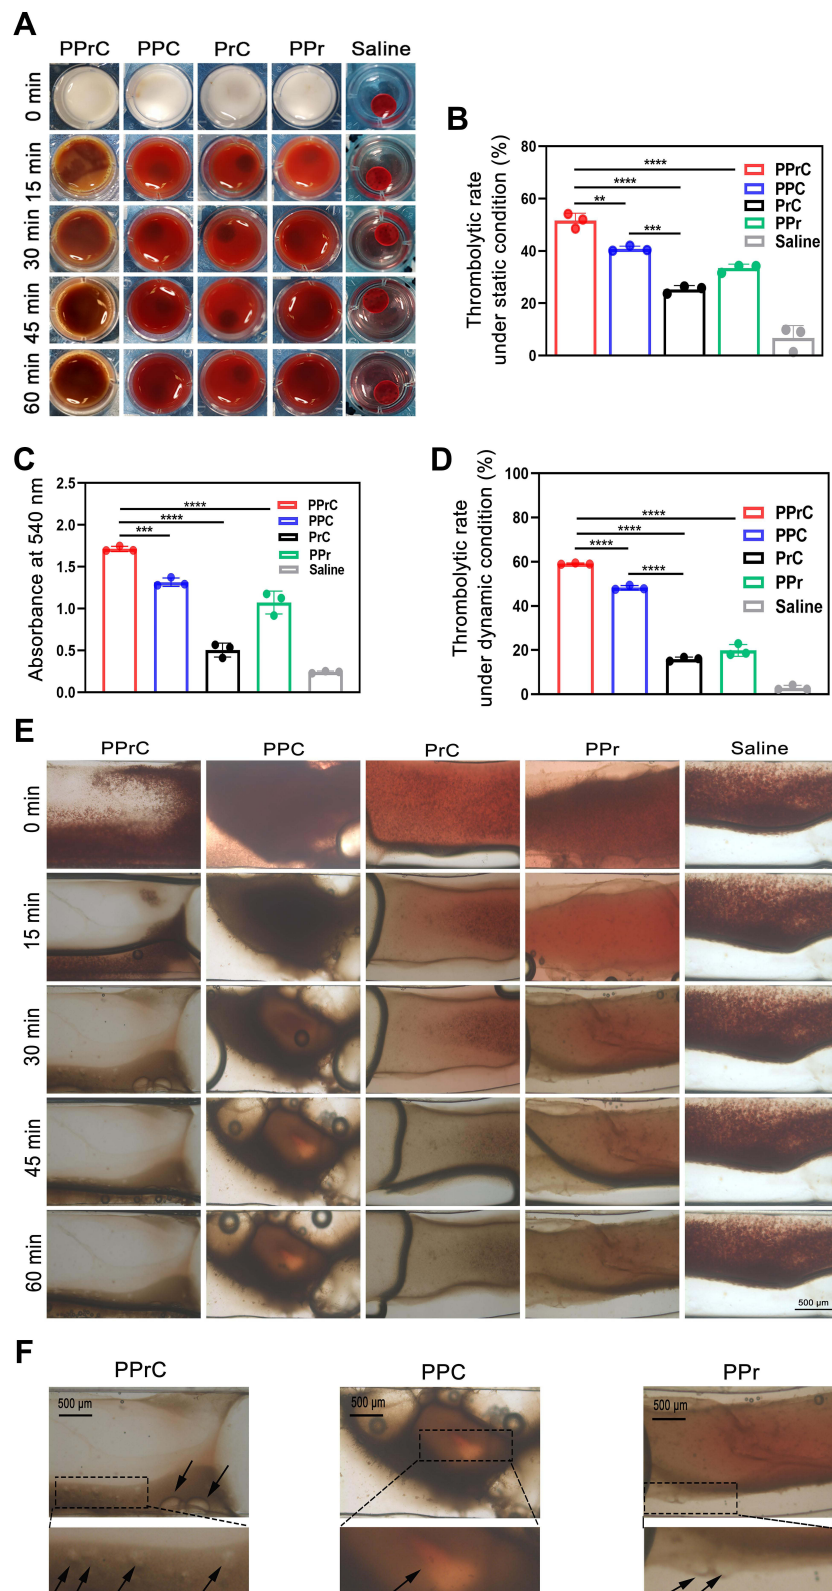 A
PPrC PPC PrC PPr Saline
0 min
15 min
30 min
45 min
60 min
B
Thrombolytic rate
under static condition (%)
80
60
40
20
0
****
****
**
***
PPrC
PPC
PrC
PPr
Saline
C
Absorbance at 540 nm
2.5
2.0
1.5
1.0
0.5
0.0
****
****
***
PPrC
PPC
PrC
PPr
Saline
D
Thrombolytic rate
under dynamic condition (%)
100
80
60
40
20
0
****
****
****
****
PPrC
PPC
PrC
PPr
Saline
E
PPrC PPC PrC PPr Saline
0 min
15 min
30 min
45 min
60 min
500 μm
F
PPrC PPC PPr
500 μm 500 μm 500 μm